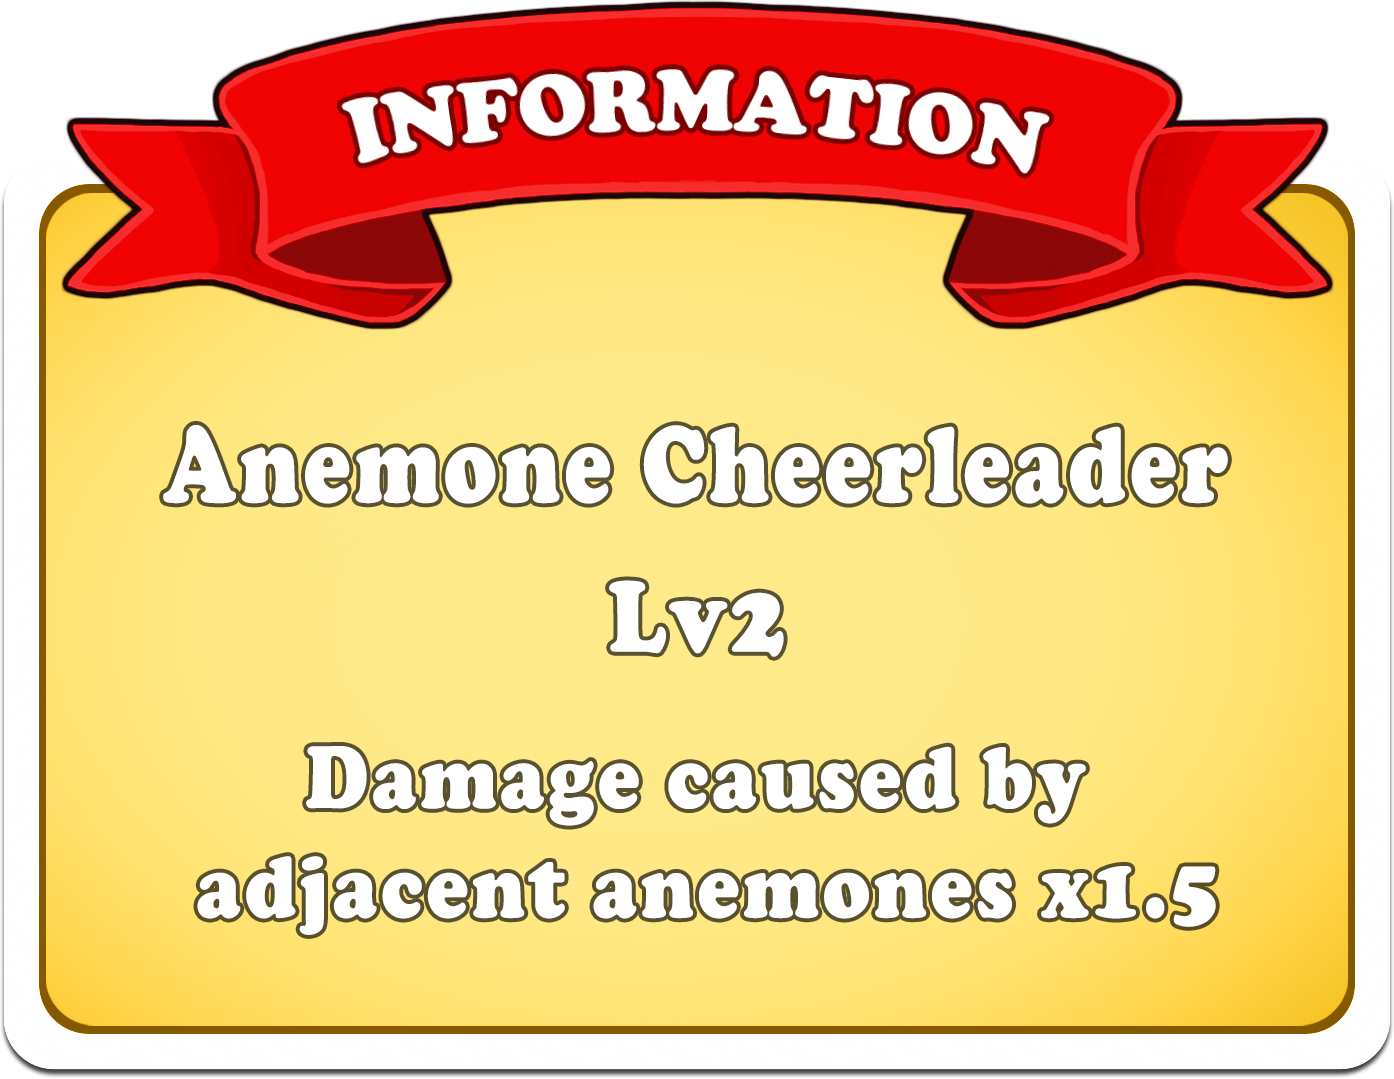 INFORMATION
Anemone Cheerleader
Lv2
Damage caused by
adjacent anemones x1.5